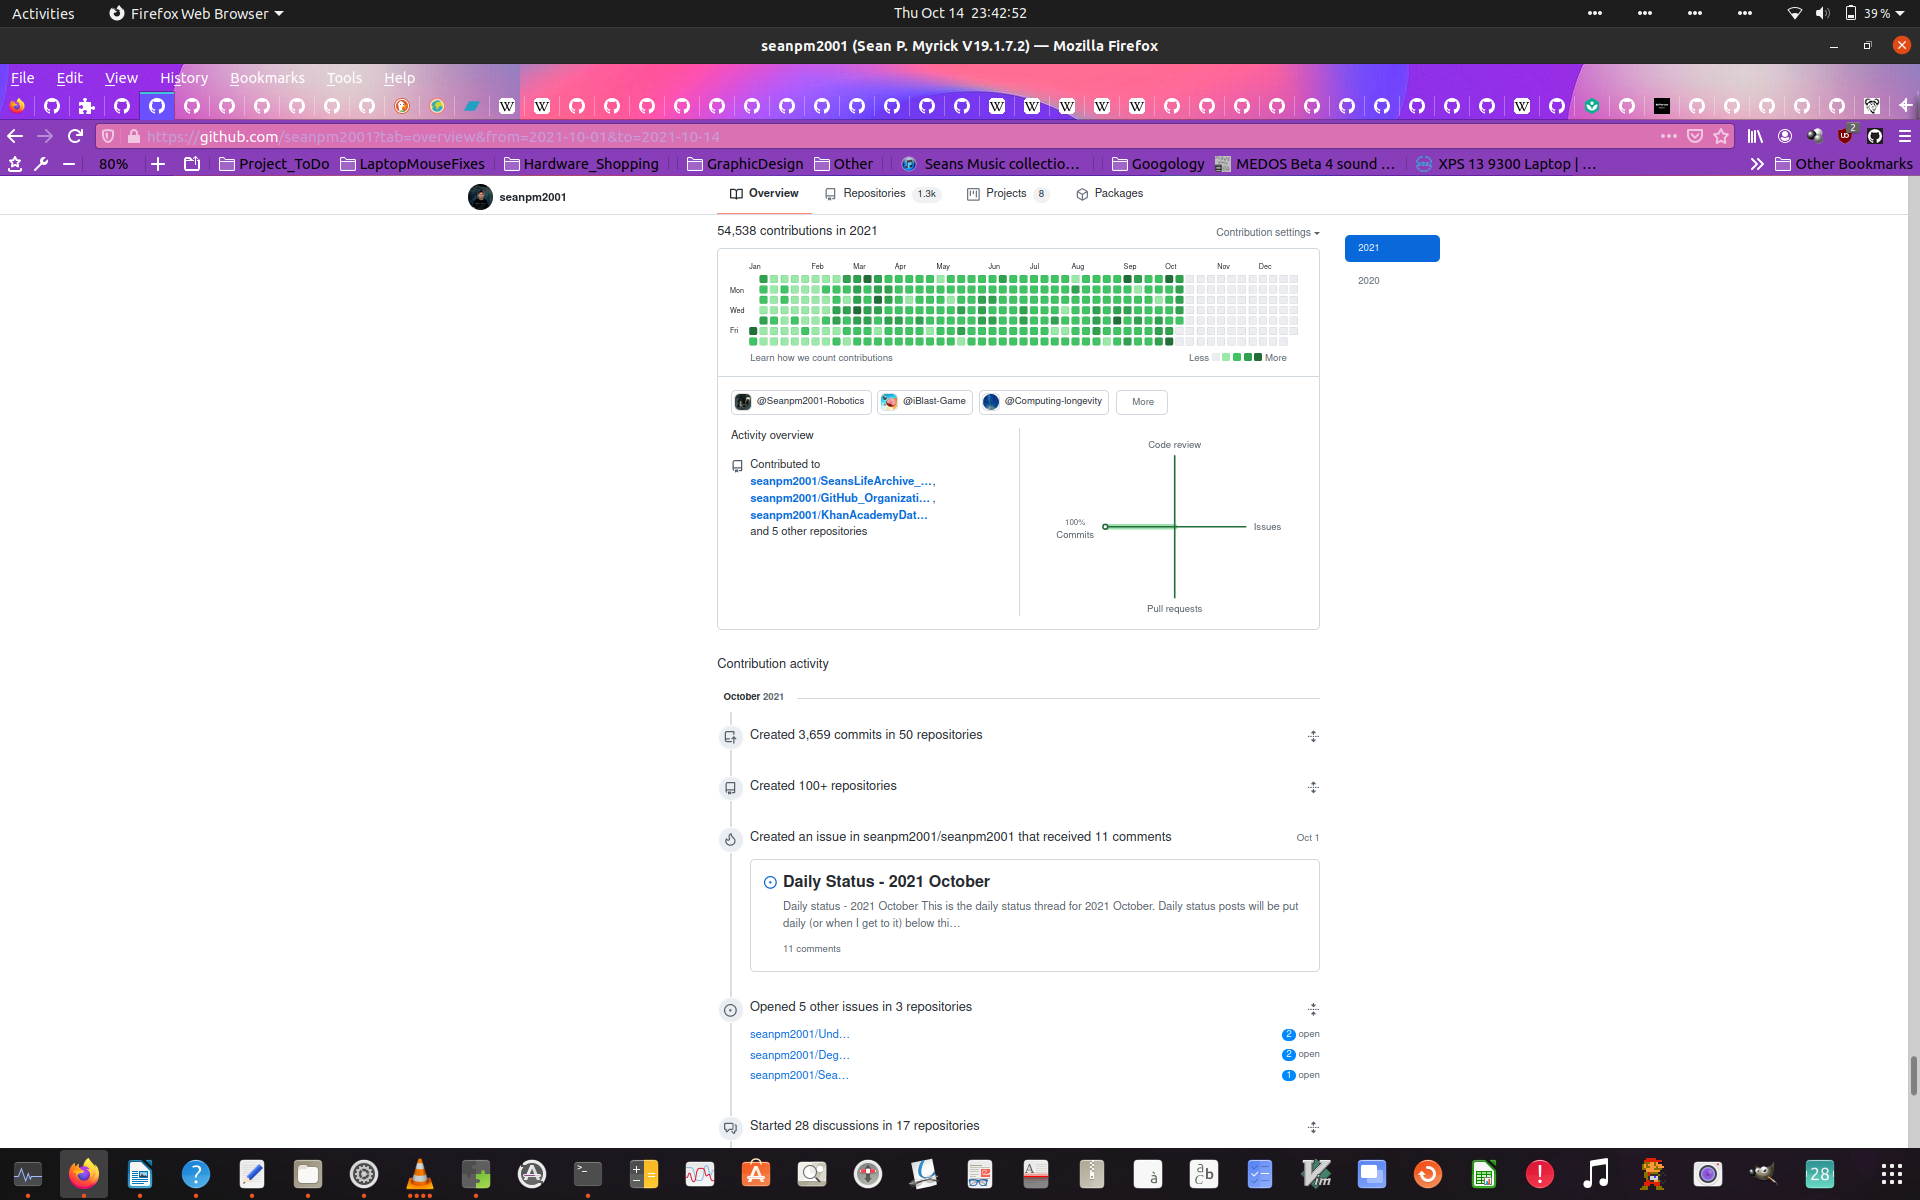 Activities Firefox Web Browser Thu Oct 14 23:42:52 39 %
seanpm2001 (Sean P. Myrick V19.1.7.2) — Mozilla Firefox
File Edit View History Bookmarks Tools Help
https://github.com/seanpm2001?tab=overview&from=2021-10-01&to=2021-10-14 2
80% Project_ToDo LaptopMouseFixes Hardware_Shopping GraphicDesign Other Seans Music collectio… Googology MEDOS Beta 4 sound … XPS 13 9300 Laptop | … Other Bookmarks
seanpm2001 Overview Repositories 1.3k Projects 8 Packages
54,538 contributions in 2021 Contribution settings
2021
2020
Jan Feb Mar Apr May Jun Jul Aug Sep Oct Nov Dec
Mon
Wed
Fri
Learn how we count contributions Less More
@Seanpm2001-Robotics @iBlast-Game @Computing-longevity More
Activity overview
Contributed to
seanpm2001/SeansLifeArchive_…,
seanpm2001/GitHub_Organizati… ,
seanpm2001/KhanAcademyDat…
and 5 other repositories
Code review
100%
Commits
Issues
Pull requests
Contribution activity
October 2021
Created 3,659 commits in 50 repositories
Created 100+ repositories
Created an issue in seanpm2001/seanpm2001 that received 11 comments Oct 1
Daily Status - 2021 October
Daily status - 2021 October This is the daily status thread for 2021 October. Daily status posts will be put
daily (or when I get to it) below thi…
11 comments
Opened 5 other issues in 3 repositories
seanpm2001/Und… 2 open
seanpm2001/Deg… 2 open
seanpm2001/Sea… 1 open
Started 28 discussions in 17 repositories
28